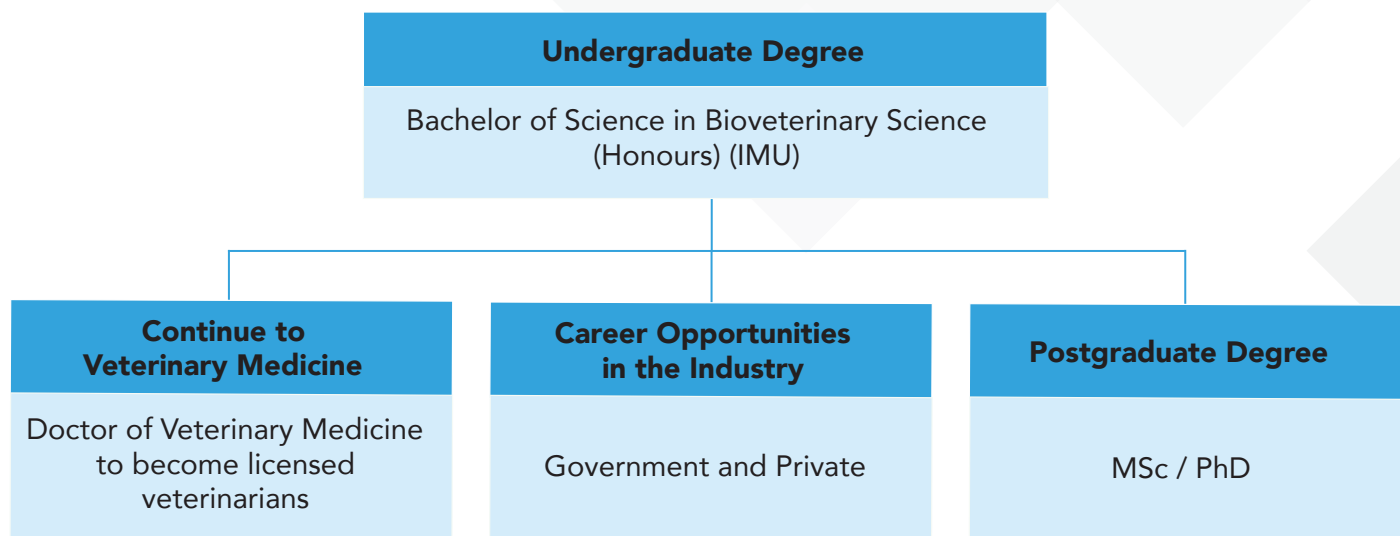 Undergraduate Degree
Bachelor of Science in Bioveterinary Science
(Honours) (IMU)
Continue to
Veterinary Medicine
Doctor of Veterinary Medicine
to become licensed
veterinarians
Career Opportunities
in the Industry
Government and Private
Postgraduate Degree
MSc / PhD